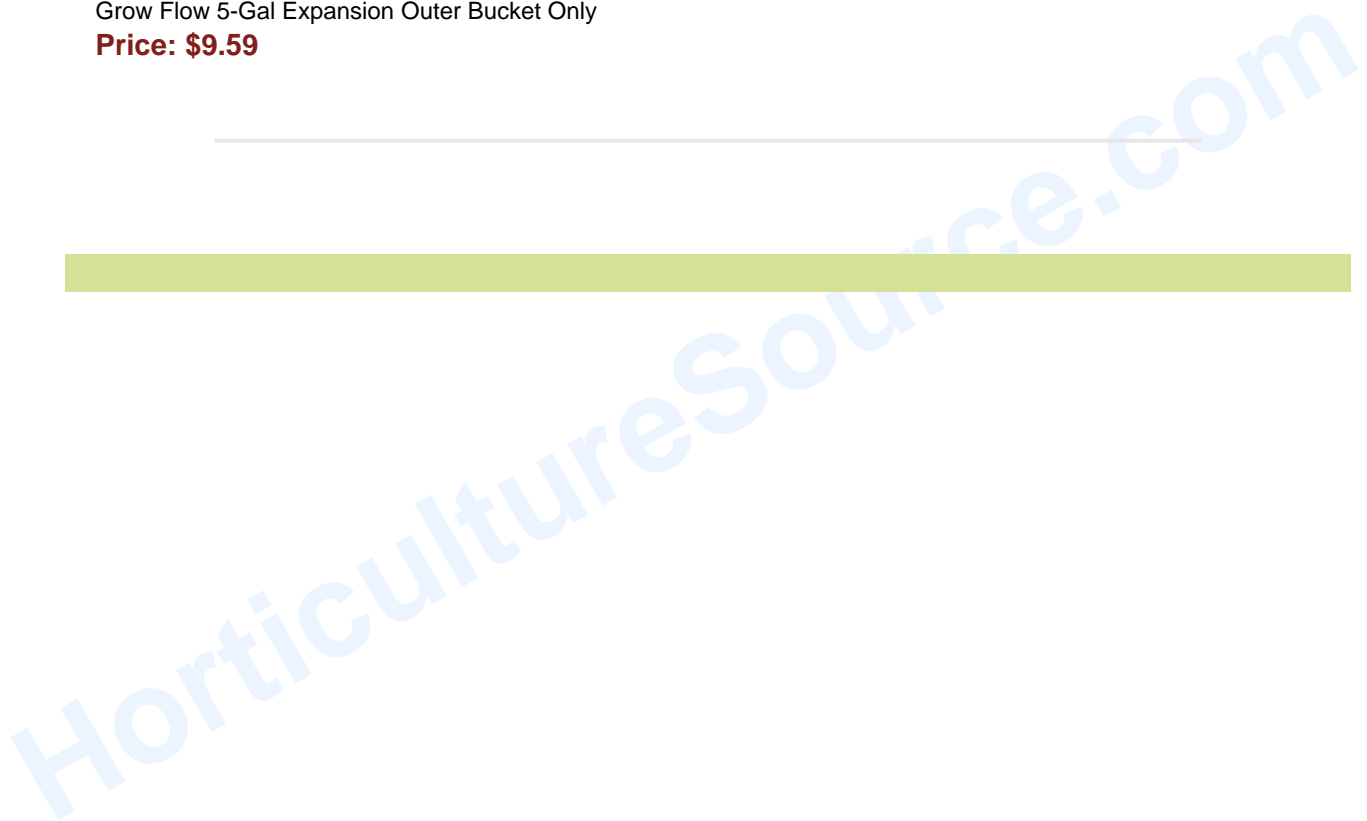 Grow Flow 5-Gal Expansion Outer Bucket Only
Price: $9.59
HorticultureSource.com